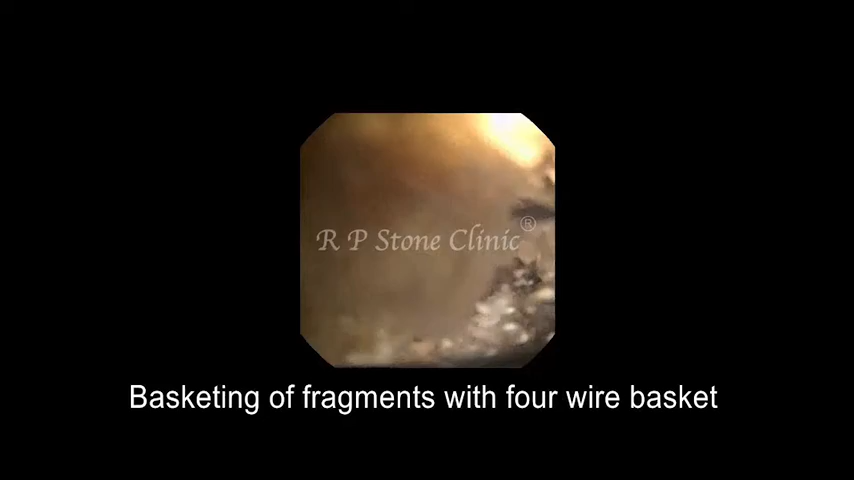 R P Stone Clinic®
Basketing of fragments with four wire basket